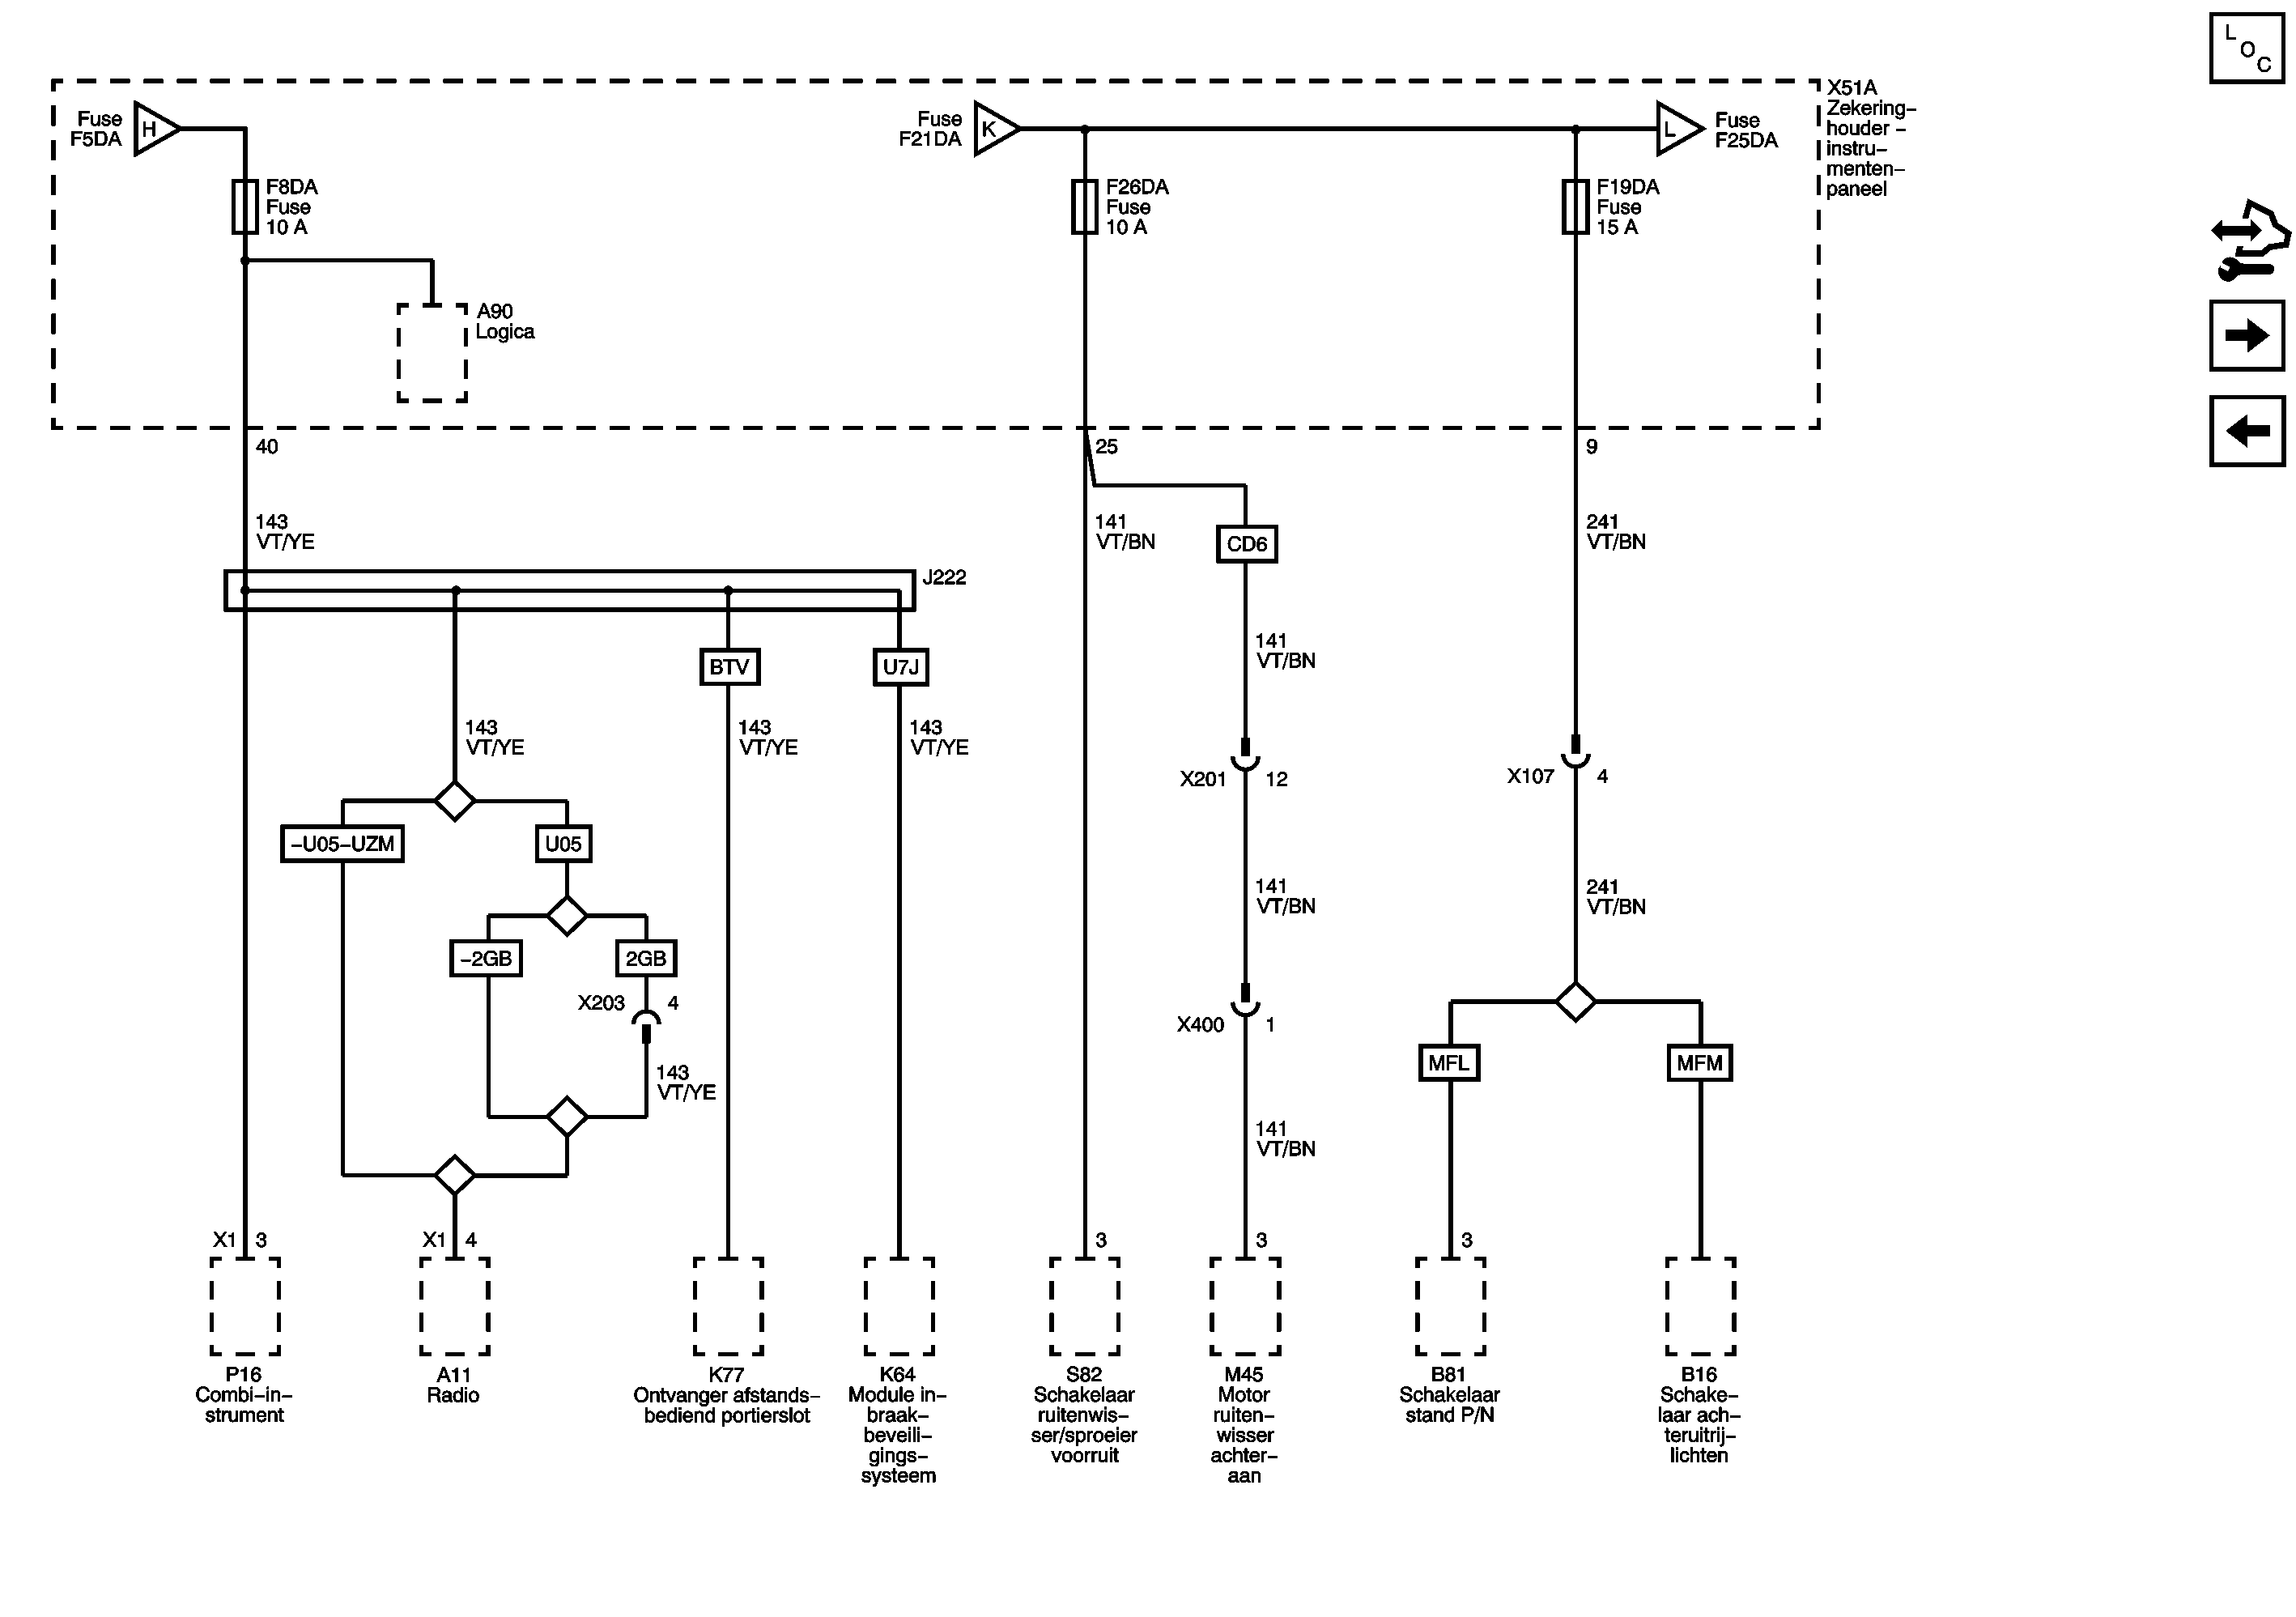 L
O
C
X51A
Zekering-
houder -
instru-
menten-
paneel
Fuse
F5DA
H
Fuse
F21DA
K
L
Fuse
F25DA
F8DA
Fuse
10 A
F26DA
Fuse
10 A
F19DA
Fuse
15 A
A90
Logica
40
25
9
143
VT/YE
141
VT/BN
CD6
241
VT/BN
J222
BTV
U7J
141
VT/BN
143
VT/YE
143
VT/YE
143
VT/YE
X201 12
X107 4
-U05-UZM
U05
141
VT/BN
241
VT/BN
-2GB
2GB
X203 4
X400 1
143
VT/YE
MFL
MFM
141
VT/BN
X1 3
X1 4
3
3
3
P16
Combi-in-
strument
A11
Radio
K77
Ontvanger afstands-
bediend portierslot
K64
Module in-
braak-
beveili-
gings-
systeem
S82
Schakelaar
ruitenwis-
ser/sproeier
voorruit
M45
Motor
ruiten-
wisser
achter-
aan
B81
Schakelaar
stand P/N
B16
Schake-
laar ach-
teruitrij-
lichten